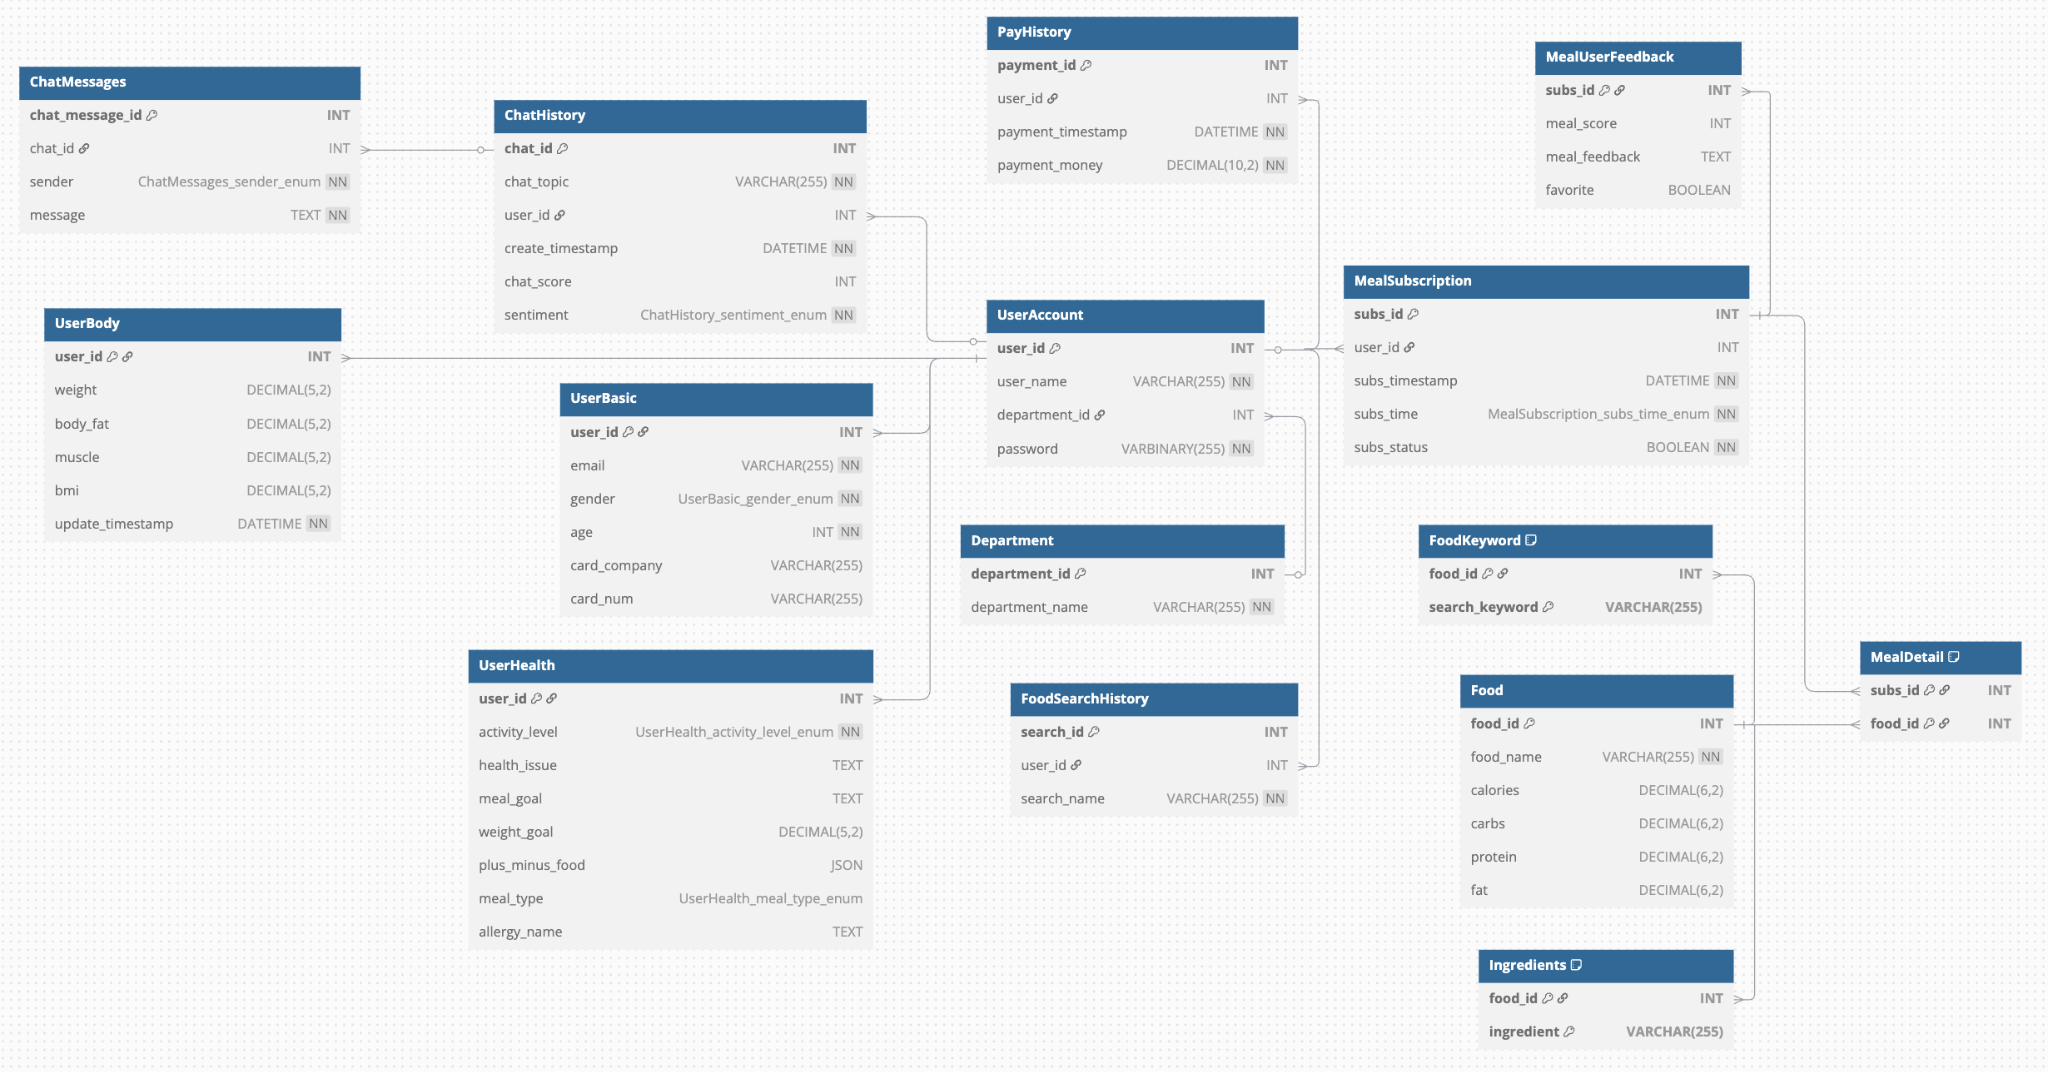 PayHistory
payment_id INT
user_id INT
payment_timestamp DATETIME NN
payment_money DECIMAL(10,2) NN
MealUserFeedback
subs_id INT
meal_score INT
meal_feedback TEXT
favorite BOOLEAN
ChatMessages
chat_message_id INT
chat_id INT
sender ChatMessages_sender_enum NN
message TEXT NN
ChatHistory
chat_id INT
chat_topic VARCHAR(255) NN
user_id INT
create_timestamp DATETIME NN
chat_score INT
sentiment ChatHistory_sentiment_enum NN
MealSubscription
subs_id INT
user_id INT
subs_timestamp DATETIME NN
subs_time MealSubscription_subs_time_enum NN
subs_status BOOLEAN NN
UserBody
user_id INT
weight DECIMAL(5,2)
body_fat DECIMAL(5,2)
muscle DECIMAL(5,2)
bmi DECIMAL(5,2)
update_timestamp DATETIME NN
UserAccount
user_id INT
user_name VARCHAR(255) NN
department_id INT
password VARBINARY(255) NN
UserBasic
user_id INT
email VARCHAR(255) NN
gender UserBasic_gender_enum NN
age INT NN
card_company VARCHAR(255)
card_num VARCHAR(255)
Department
department_id INT
department_name VARCHAR(255) NN
FoodKeyword
food_id INT
search_keyword VARCHAR(255)
MealDetail
subs_id INT
food_id INT
UserHealth
user_id INT
activity_level UserHealth_activity_level_enum NN
health_issue TEXT
meal_goal TEXT
weight_goal DECIMAL(5,2)
plus_minus_food JSON
meal_type UserHealth_meal_type_enum
allergy_name TEXT
FoodSearchHistory
search_id INT
user_id INT
search_name VARCHAR(255) NN
Food
food_id INT
food_name VARCHAR(255) NN
calories DECIMAL(6,2)
carbs DECIMAL(6,2)
protein DECIMAL(6,2)
fat DECIMAL(6,2)
Ingredients
food_id INT
ingredient VARCHAR(255)